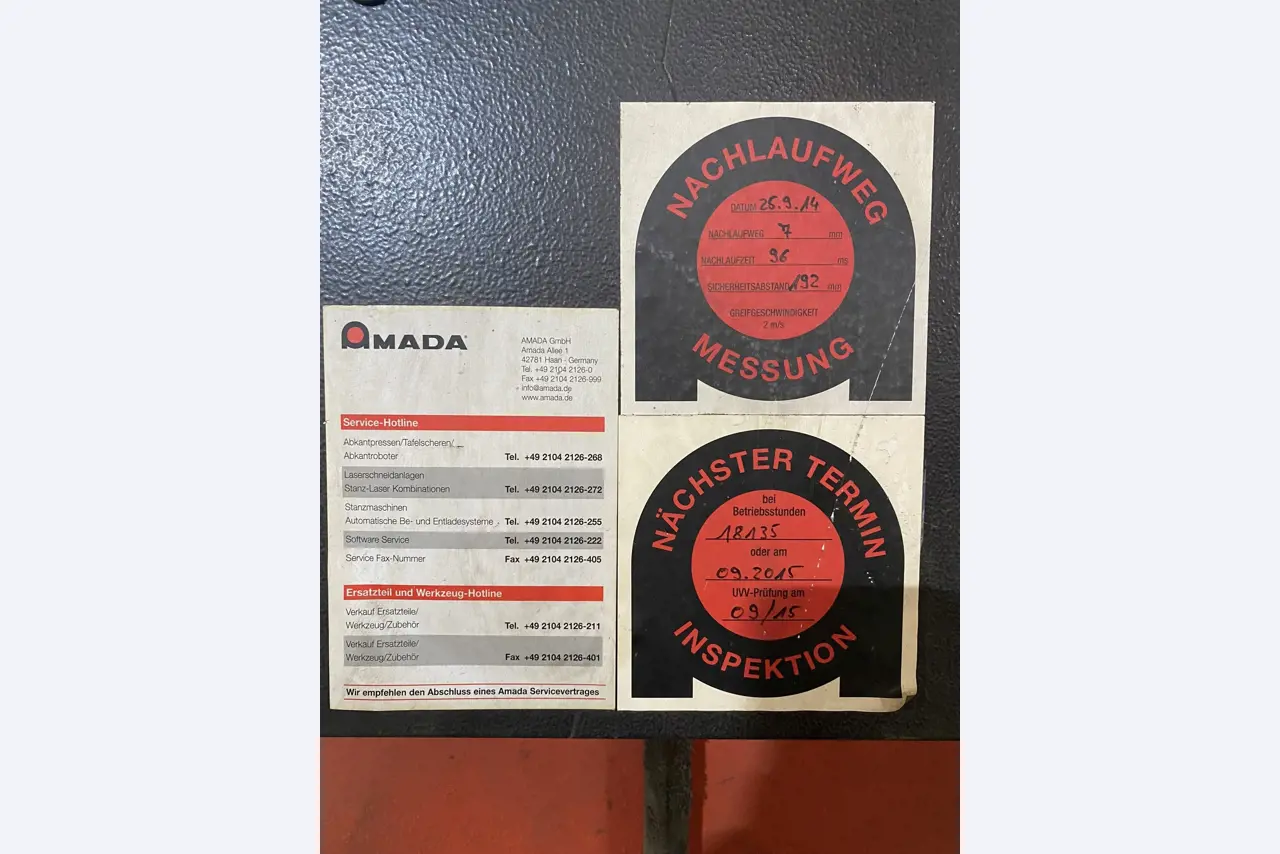 AMADA
AMADA GmbH
Amada Allee 1
42781 Haan - Germany
Tel. +49 2104 2126-0
Fax +49 2104 2126-999
info@amada.de
www.amada.de
Service-Hotline
Abkantpressen/Tafelscheren/
Abkantroboter Tel. +49 2104 2126-268
Laserschneidanlagen
Stanz-Laser Kombinationen Tel. +49 2104 2126-272
Stanzmaschinen
Automatische Be- und Entladesysteme Tel. +49 2104 2126-255
Software Service Tel. +49 2104 2126-222
Service Fax-Nummer Fax +49 2104 2126-405
Ersatzteil und Werkzeug-Hotline
Verkauf Ersatzteile/
Werkzeug/Zubehör Tel. +49 2104 2126-211
Verkauf Ersatzteile/
Werkzeug/Zubehör Fax +49 2104 2126-401
Wir empfehlen den Abschluss eines Amada Servicevertrages
NACHLAUFWEG
DATUM 25.9.14
NACHLAUFWEG 7 mm
NACHLAUFZEIT 96 ms
SICHERHEITSABSTAND 192 mm
GREIFGESCHWINDIGKEIT
2 m/s
MESSUNG
NÄCHSTER TERMIN
bei
Betriebsstunden
18135
oder am
09.2015
UVV-Prüfung am
09/15
INSPEKTION